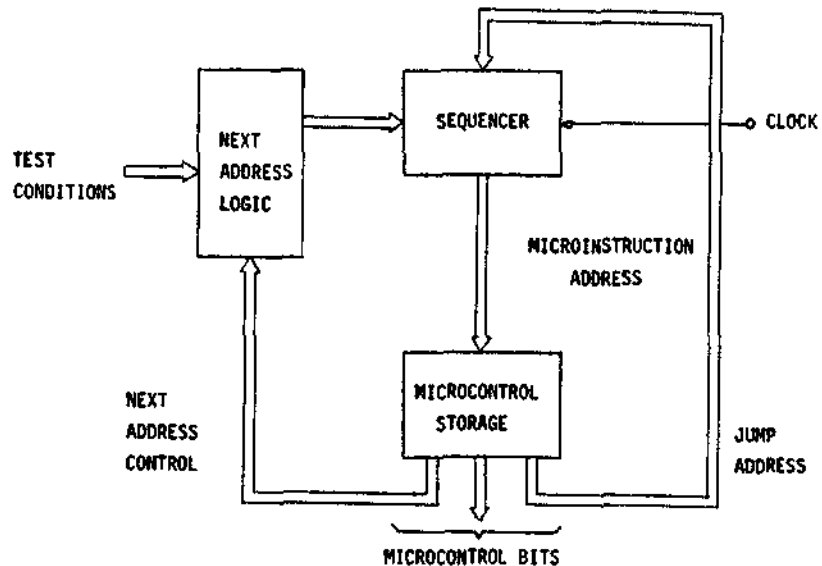 SEQUENCER
CLOCK
NEXT
ADDRESS
LOGIC
TEST
CONDITIONS
MICROINSTRUCTION
ADDRESS
MICROCONTROL
STORAGE
NEXT
ADDRESS
CONTROL
JUMP
ADDRESS
MICROCONTROL BITS